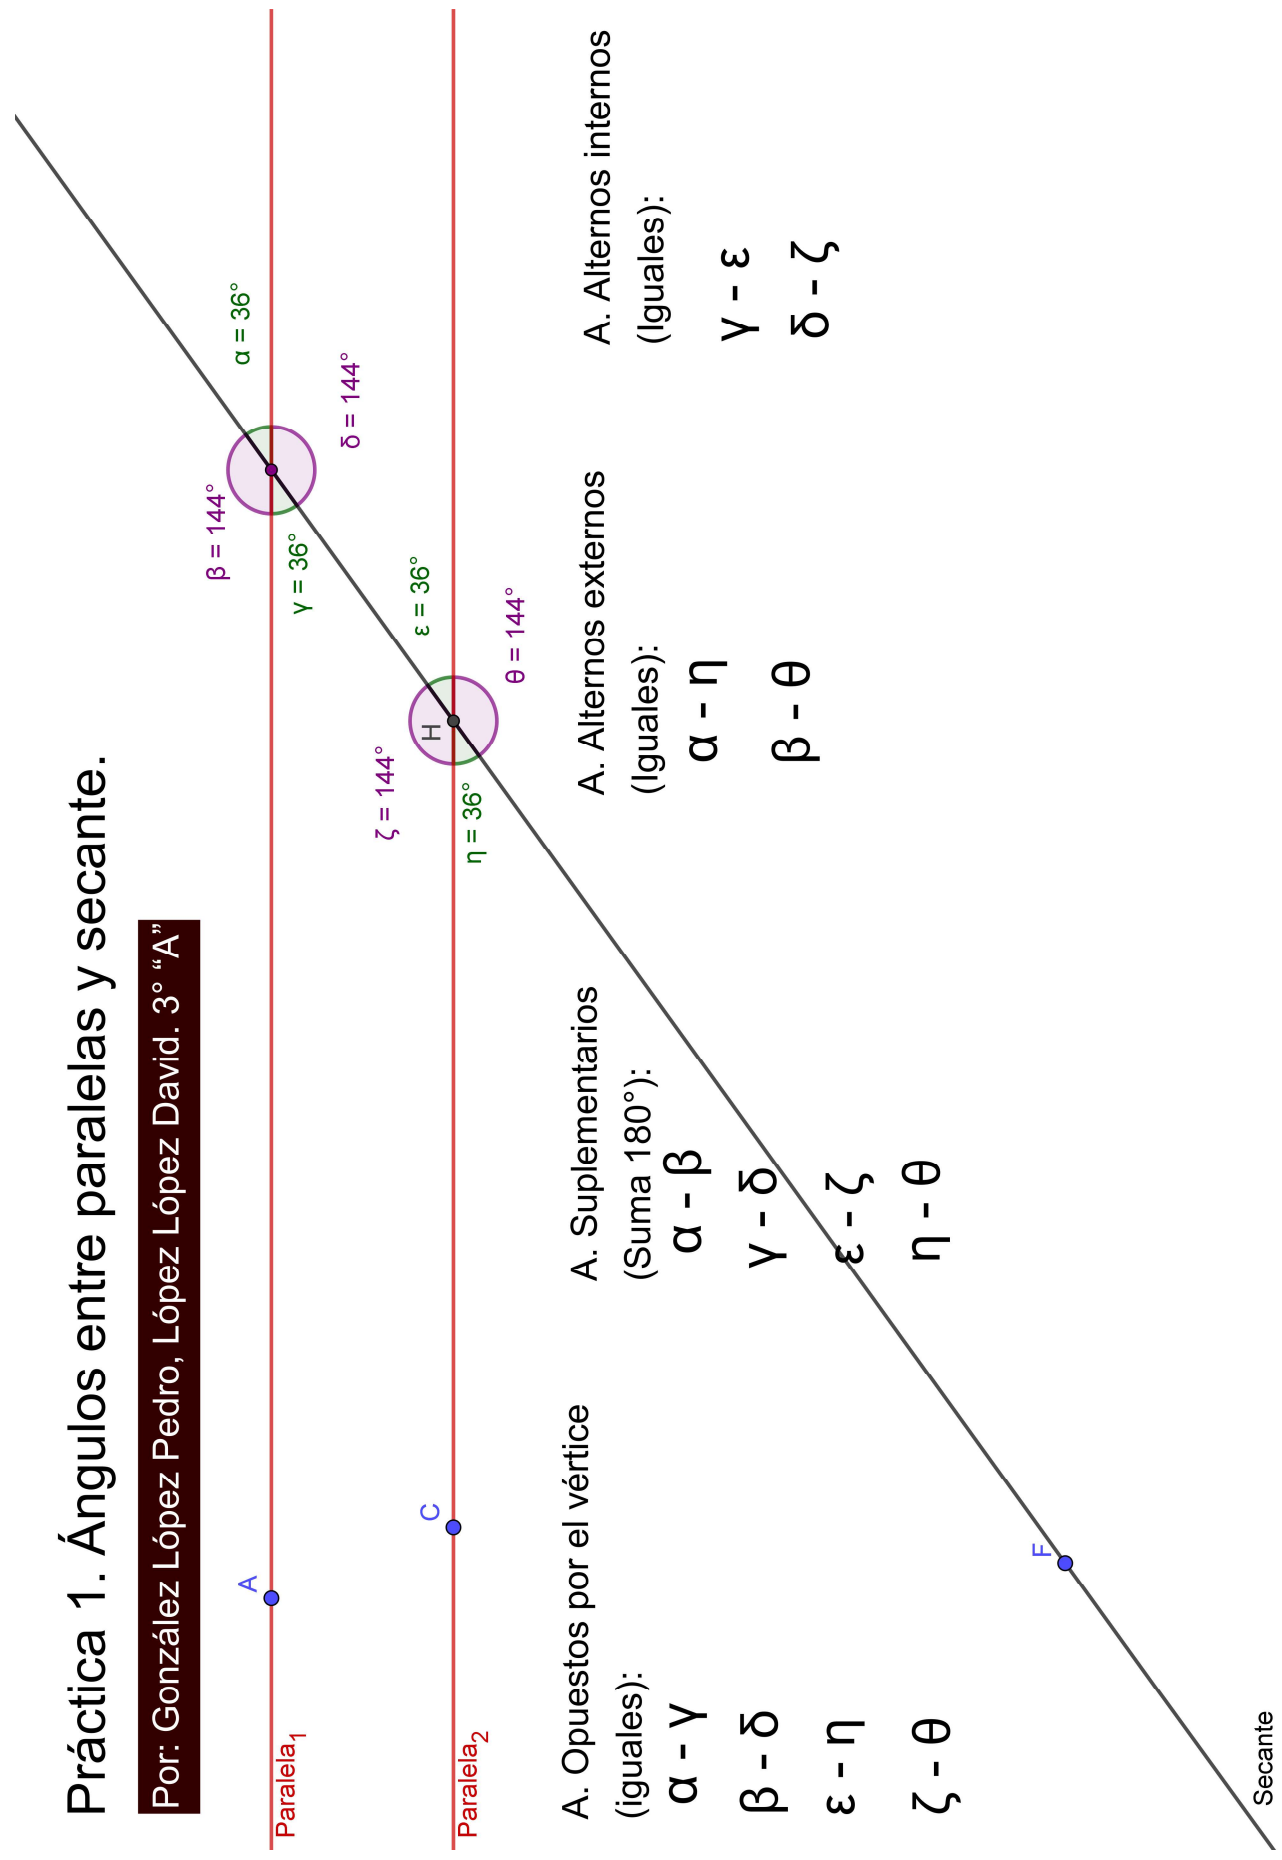 Práctica 1. Ángulos entre paralelas y secante.
Por: González López Pedro, López López David. 3° “A”
β = 144°
α = 36°
A
Paralela1
γ = 36°
δ = 144°
ζ = 144°
ε = 36°
C
H
Paralela2
η = 36°
θ = 144°
A. Opuestos por el vértice
(iguales):
α - γ
β - δ
ε - η
ζ - θ
A. Suplementarios
(Suma 180°):
α - β
γ - δ
ε - ζ
η - θ
A. Alternos externos
(Iguales):
α - η
β - θ
A. Alternos internos
(Iguales):
γ - ε
δ - ζ
F
Secante